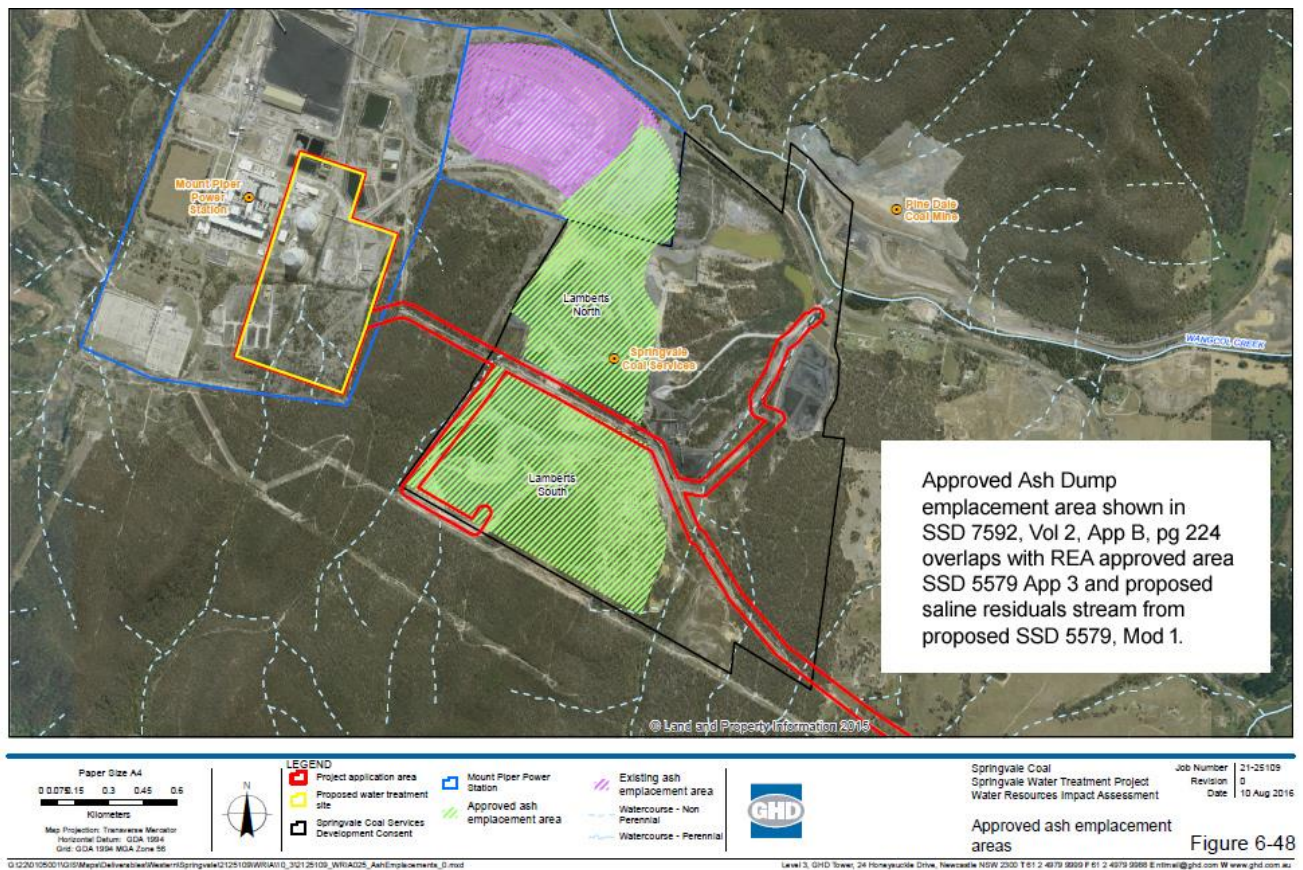 Mount Piper
Power
Station
Pine Dale
Coal Mine
Lamberts
North
Springvale
Coal Services
WANGCOL CREEK
Lamberts
South
Approved Ash Dump
emplacement area shown in
SSD 7592, Vol 2, App B, pg 224
overlaps with REA approved area
SSD 5579 App 3 and proposed
saline residuals stream from
proposed SSD 5579, Mod 1.
© Land and Property Information 2015
Paper Size A4
0 0.075 0.15 0.3 0.45 0.6
Kilometers
Map Projection: Transverse Mercator
Horizontal Datum: GDA 1994
Grid: GDA 1994 MGA Zone 56
N
LEGEND
Project application area
Proposed water treatment
site
Springvale Coal Services
Development Consent
Mount Piper Power
Station
Approved ash
emplacement area
Existing ash
emplacement area
Watercourse - Non
Perennial
Watercourse - Perennial
GHD
Springvale Coal
Springvale Water Treatment Project
Water Resources Impact Assessment
Approved ash emplacement
areas
Job Number 21-25109
Revision 0
Date 10 Aug 2016
Figure 6-48
Level 3, GHD Tower, 24 Honeysuckle Drive, Newcastle NSW 2300 T 61 2 4979 9999 F 61 2 4979 9988 E ntlmail@ghd.com W www.ghd.com.au